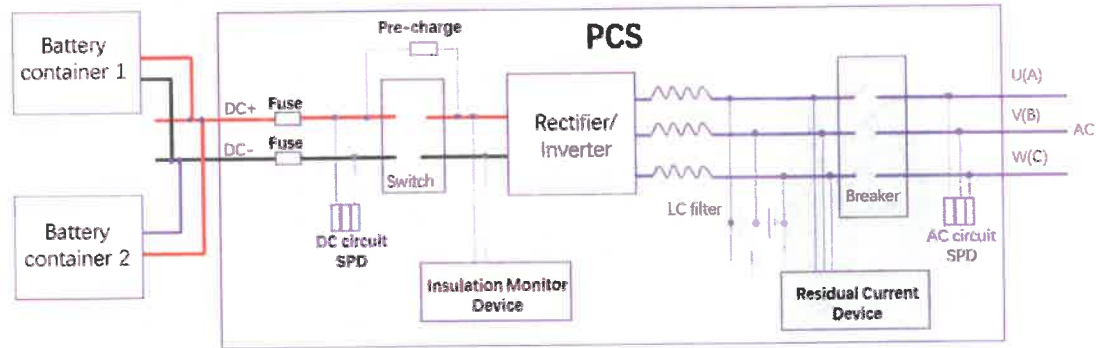 Battery
container 1
Pre-charge
PCS
DC+
Fuse
DC-
Fuse
Switch
Rectifier/
Inverter
U(A)
V(B)
AC
W(C)
Breaker
LC filter
Battery
container 2
DC circuit
SPD
AC circuit
SPD
Insulation Monitor
Device
Residual Current
Device